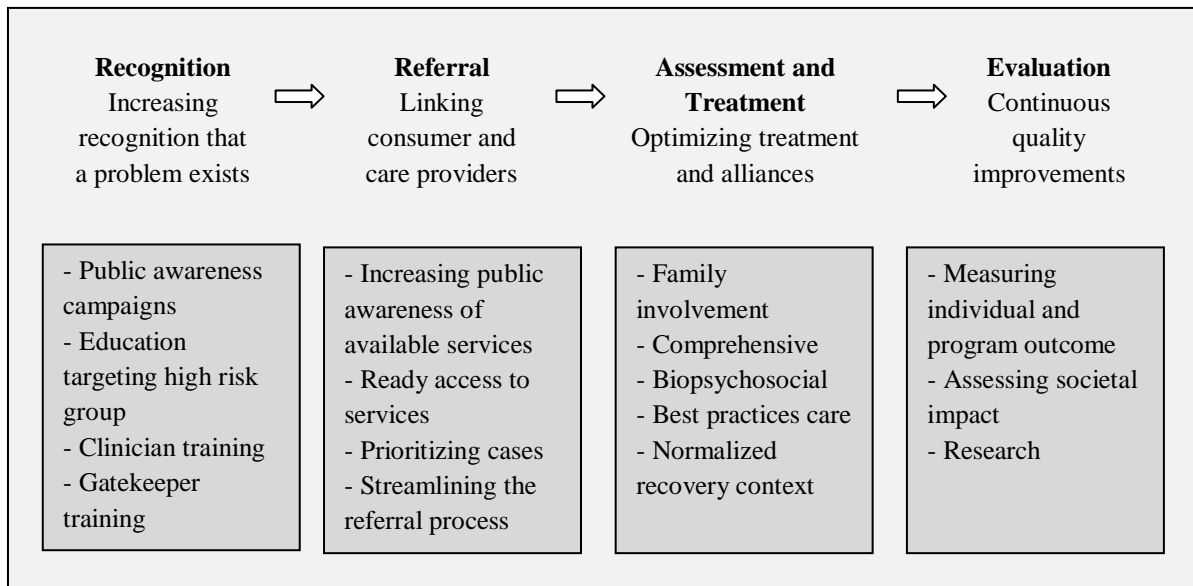 Recognition
Increasing
recognition that
a problem exists
Referral
Linking
consumer and
care providers
Assessment and
Treatment
Optimizing treatment
and alliances
Evaluation
Continuous
quality
improvements
- Public awareness
campaigns
- Education
targeting high risk
group
- Clinician training
- Gatekeeper
training
- Increasing public
awareness of
available services
- Ready access to
services
- Prioritizing cases
- Streamlining the
referral process
- Family
involvement
- Comprehensive
- Biopsychosocial
- Best practices care
- Normalized
recovery context
- Measuring
individual and
program outcome
- Assessing societal
impact
- Research